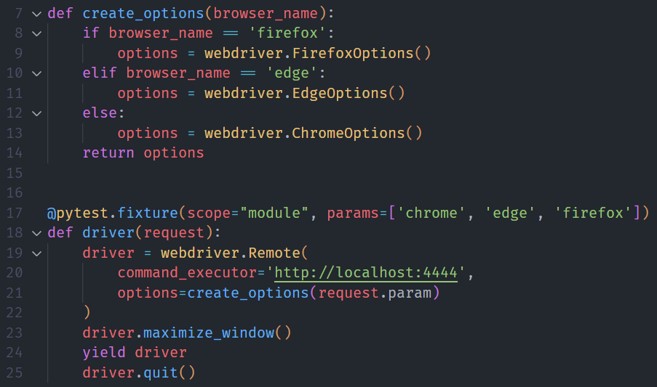 7 def create_options(browser_name):
8     if browser_name == 'firefox':
9         options = webdriver.FirefoxOptions()
10     elif browser_name == 'edge':
11         options = webdriver.EdgeOptions()
12     else:
13         options = webdriver.ChromeOptions()
14     return options
15
16
17 @pytest.fixture(scope="module", params=['chrome', 'edge', 'firefox'])
18 def driver(request):
19     driver = webdriver.Remote(
20         command_executor='http://localhost:4444',
21         options=create_options(request.param)
22     )
23     driver.maximize_window()
24     yield driver
25     driver.quit()